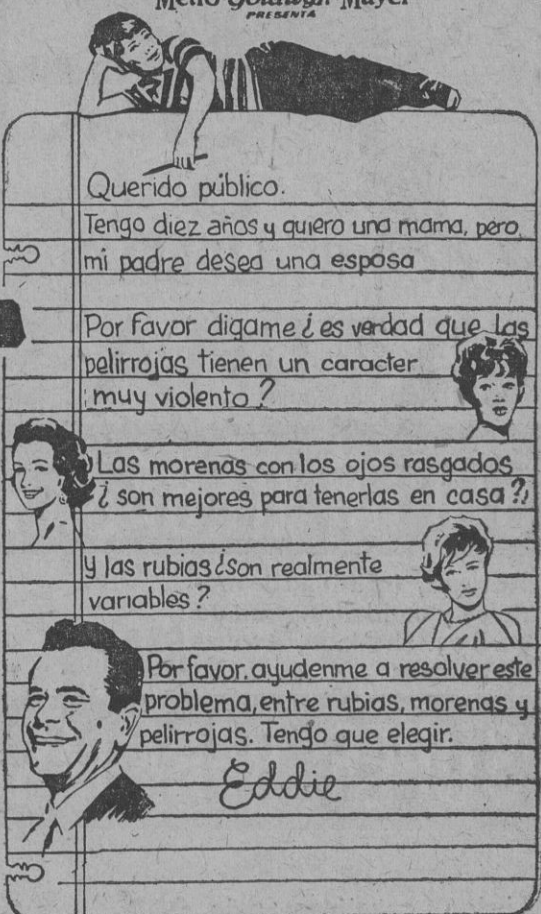 Metro Goldwyn Mayer
PRESENTA
Querido público.
Tengo diez años y quiero una mama, pero
mi padre desea una esposa
Por favor digame ¿es verdad que las
pelirrojas tienen un caracter
muy violento?
Las morenas con los ojos rasgados
¿son mejores para tenerlas en casa?
y las rubias ¿son realmente
variables?
Por favor. ayudenme a resolver este
problema, entre rubias, morenas y
pelirrojas. Tengo que elegir.
Eddie